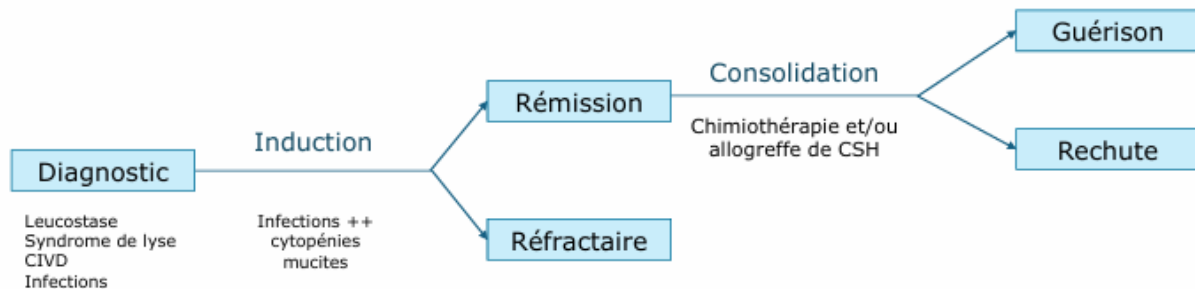 Diagnostic
Leucostase
Syndrome de lyse
CIVD
Infections
Induction
Infections ++
cytopénies
mucites
Rémission
Réfractaire
Consolidation
Chimiothérapie et/ou
allogreffe de CSH
Guérison
Rechute